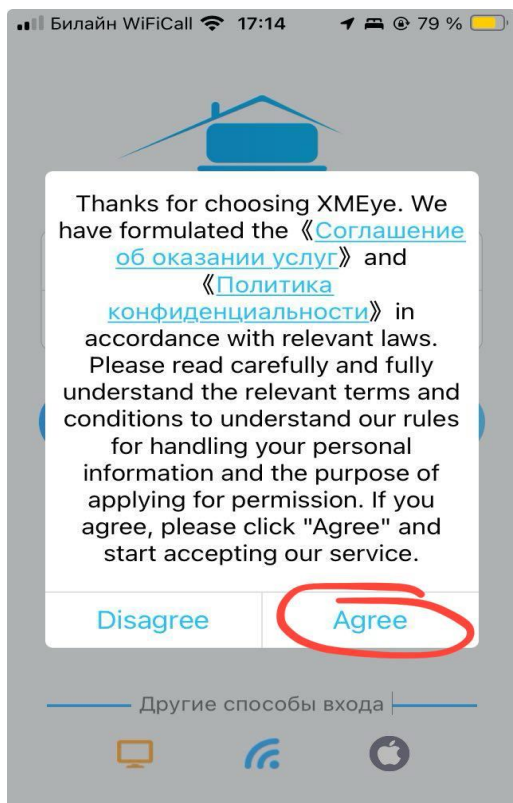 Билайн WiFiCall 17:14 79 %
Thanks for choosing XMEye. We
have formulated the 《Соглашение
об оказании услуг》 and
《Политика
конфиденциальности》 in
accordance with relevant laws.
Please read carefully and fully
understand the relevant terms and
conditions to understand our rules
for handling your personal
information and the purpose of
applying for permission. If you
agree, please click "Agree" and
start accepting our service.
Disagree Agree
Другие способы входа